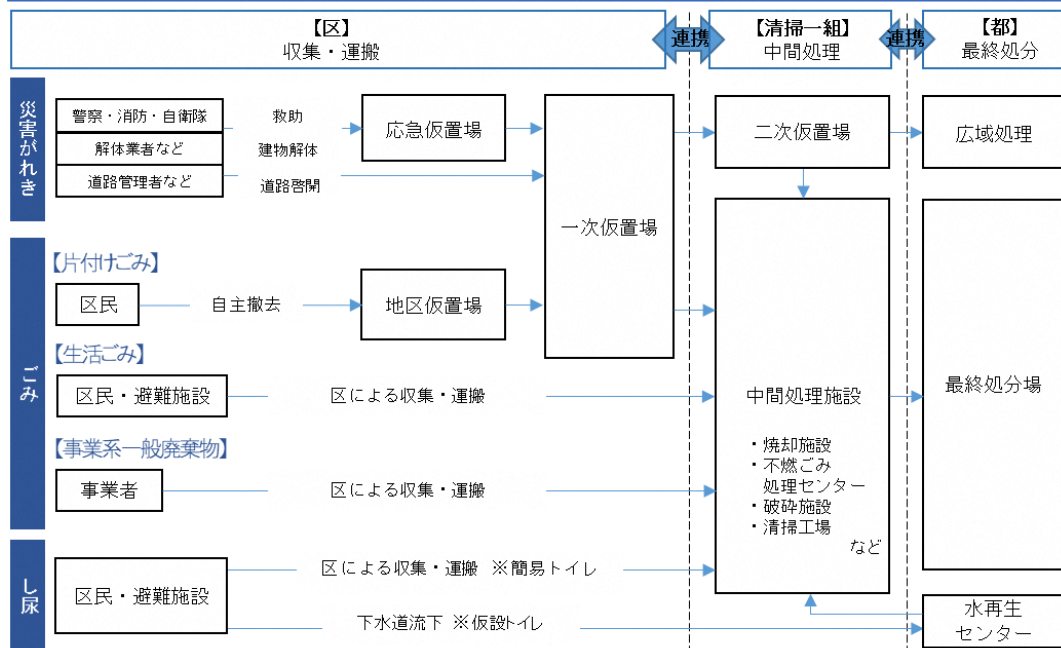 【区】
収集・運搬
連携
【清掃一組】
中間処理
連携
【都】
最終処分
災害がれき
警察・消防・自衛隊
救助
応急仮置場
解体業者など
建物解体
道路管理者など
道路啓開
一次仮置場
二次仮置場
広域処理
ごみ
【片付けごみ】
区民
自主撤去
地区仮置場
【生活ごみ】
区民・避難施設
区による収集・運搬
【事業系一般廃棄物】
事業者
区による収集・運搬
中間処理施設
・焼却施設
・不燃ごみ
処理センター
・破砕施設
・清掃工場
など
最終処分場
し尿
区民・避難施設
区による収集・運搬 ※簡易トイレ
下水道流下 ※仮設トイレ
水再生
センター